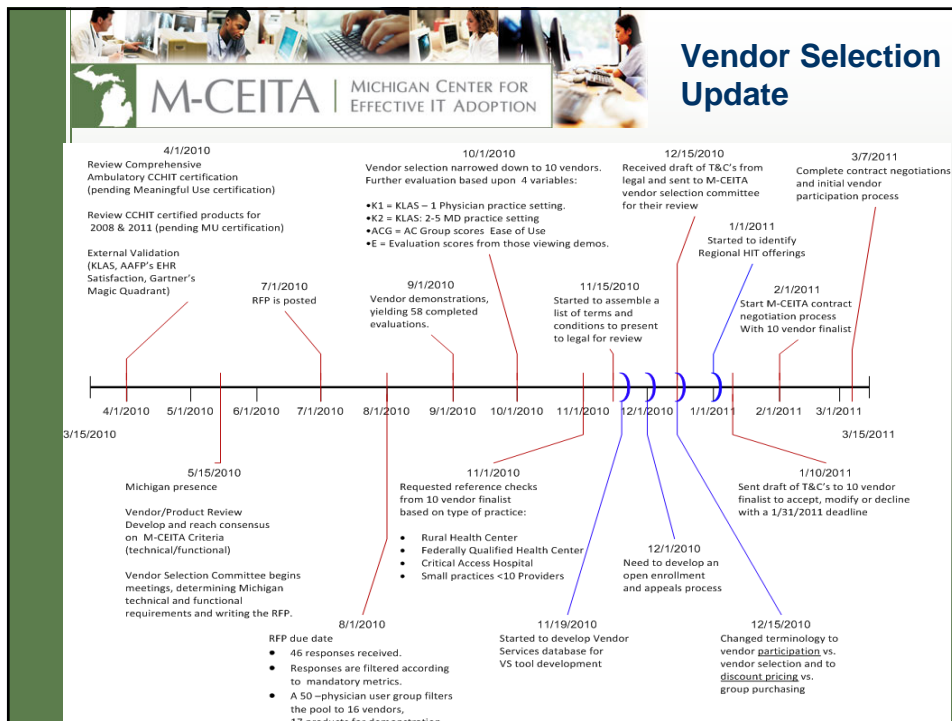 M-CEITA
MICHIGAN CENTER FOR
EFFECTIVE IT ADOPTION
Vendor Selection
Update
4/1/2010
Review Comprehensive
Ambulatory CCHIT certification
(pending Meaningful Use certification)
Review CCHIT certified products for
2008 & 2011 (pending MU certification)
External Validation
(KLAS, AAFP's EHR
Satisfaction, Gartner's
Magic Quadrant)
7/1/2010
RFP is posted
9/1/2010
Vendor demonstrations,
yielding 58 completed
evaluations.
10/1/2010
Vendor selection narrowed down to 10 vendors.
Further evaluation based upon 4 variables:
•K1 = KLAS – 1 Physician practice setting.
•K2 = KLAS: 2-5 MD practice setting
•ACG = AC Group scores Ease of Use
•E = Evaluation scores from those viewing demos.
11/15/2010
Started to assemble a
list of terms and
conditions to present
to legal for review
12/15/2010
Received draft of T&C's from
legal and sent to M-CEITA
vendor selection committee
for their review
1/1/2011
Started to identify
Regional HIT offerings
2/1/2011
Start M-CEITA contract
negotiation process
With 10 vendor finalist
3/7/2011
Complete contract negotiations
and initial vendor
participation process
4/1/2010 5/1/2010 6/1/2010 7/1/2010 8/1/2010 9/1/2010 10/1/2010 11/1/2010 12/1/2010 1/1/2011 2/1/2011 3/1/2011
3/15/2010 3/15/2011
5/15/2010
Michigan presence
Vendor/Product Review
Develop and reach consensus
on M-CEITA Criteria
(technical/functional)
Vendor Selection Committee begins
meetings, determining Michigan
technical and functional
requirements and writing the RFP.
8/1/2010
RFP due date
• 46 responses received.
• Responses are filtered according
to mandatory metrics.
• A 50 –physician user group filters
the pool to 16 vendors,
17 products for demonstration
11/1/2010
Requested reference checks
from 10 vendor finalist
based on type of practice:
• Rural Health Center
• Federally Qualified Health Center
• Critical Access Hospital
• Small practices <10 Providers
11/19/2010
Started to develop Vendor
Services database for
VS tool development
12/1/2010
Need to develop an
open enrollment
and appeals process
12/15/2010
Changed terminology to
vendor participation vs.
vendor selection and to
discount pricing vs.
group purchasing
1/10/2011
Sent draft of T&C's to 10 vendor
finalist to accept, modify or decline
with a 1/31/2011 deadline